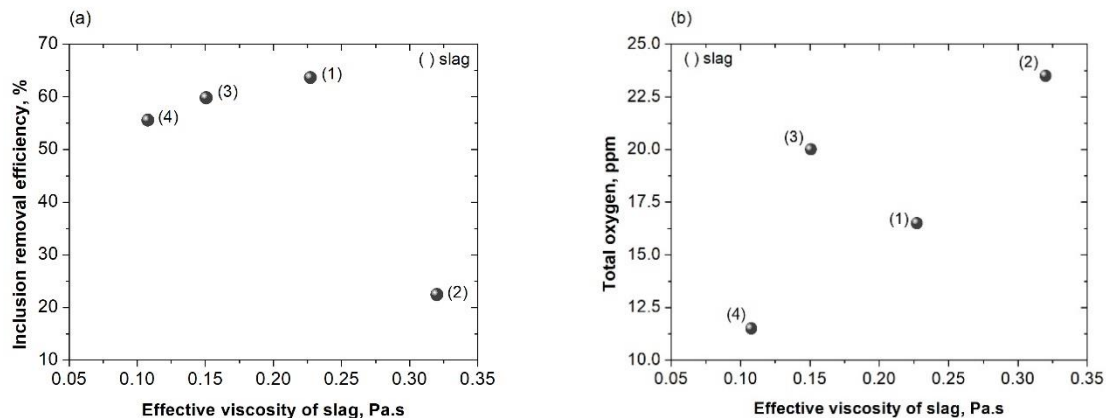 (a)
70
60
50
40
30
20
10
0.05 0.10 0.15 0.20 0.25 0.30 0.35
Inclusion removal efficiency, %
Effective viscosity of slag, Pa.s
( ) slag
(1)
(3)
(4)
(2)
(b)
25.0
22.5
20.0
17.5
15.0
12.5
10.0
0.05 0.10 0.15 0.20 0.25 0.30 0.35
Total oxygen, ppm
Effective viscosity of slag, Pa.s
( ) slag
(2)
(3)
(1)
(4)